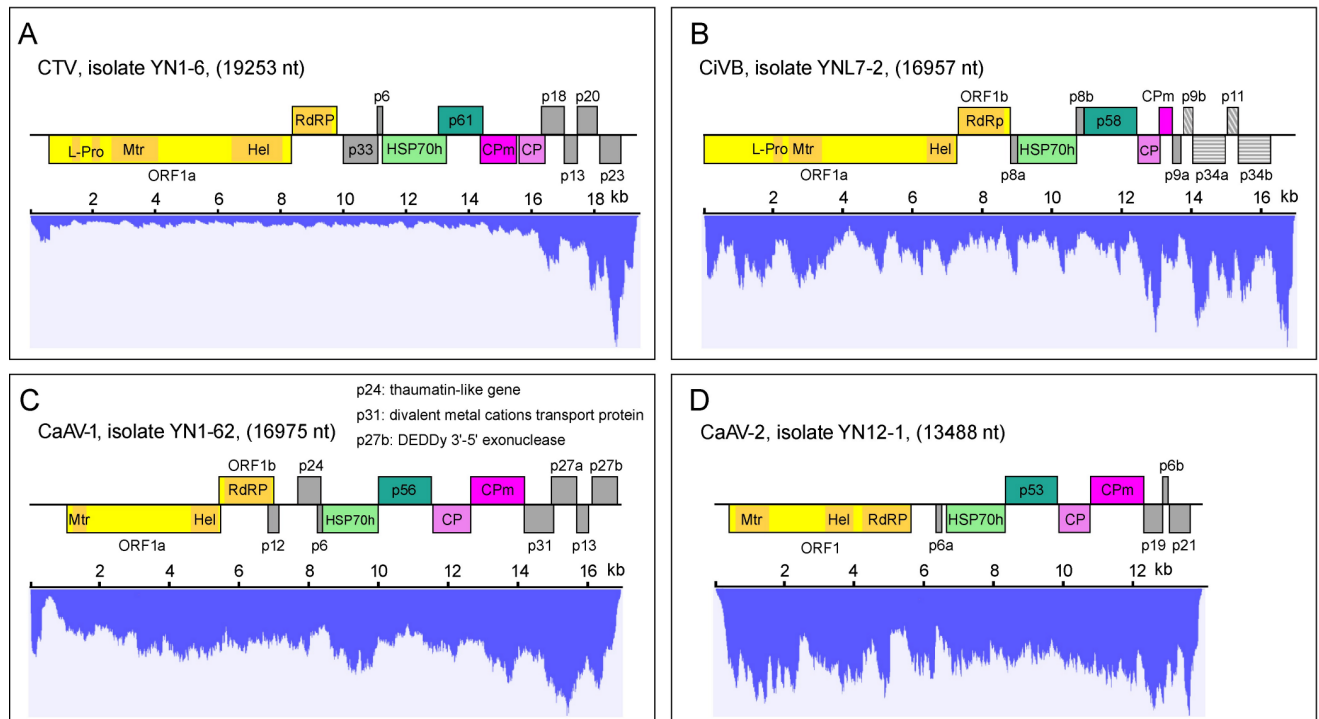 A
CTV, isolate YN1-6, (19253 nt)
p6
p18 p20
RdRP
p61
L-Pro Mtr Hel
p33
HSP70h
CPm
CP
ORF1a
p13 p23
2 4 6 8 10 12 14 16 18 kb
B
CiVB, isolate YNL7-2, (16957 nt)
ORF1b
p8b
CPm
p9b
p11
RdRp
p58
L-Pro Mtr
Hel
HSP70h
CP
ORF1a
p8a
p9a
p34a
p34b
2 4 6 8 10 12 14 16 kb
C
p24: thaumatin-like gene
p31: divalent metal cations transport protein
CaAV-1, isolate YN1-62, (16975 nt)
p27b: DEDDy 3'-5' exonuclease
ORF1b
p24
p27a p27b
RdRP
p56
CPm
Mtr
Hel
HSP70h
CP
ORF1a
p12
p6
p31
p13
2 4 6 8 10 12 14 16 kb
D
CaAV-2, isolate YN12-1, (13488 nt)
p6b
p53
CPm
Mtr Hel RdRP
HSP70h
CP
ORF1
p6a
p19 p21
2 4 6 8 10 12 kb